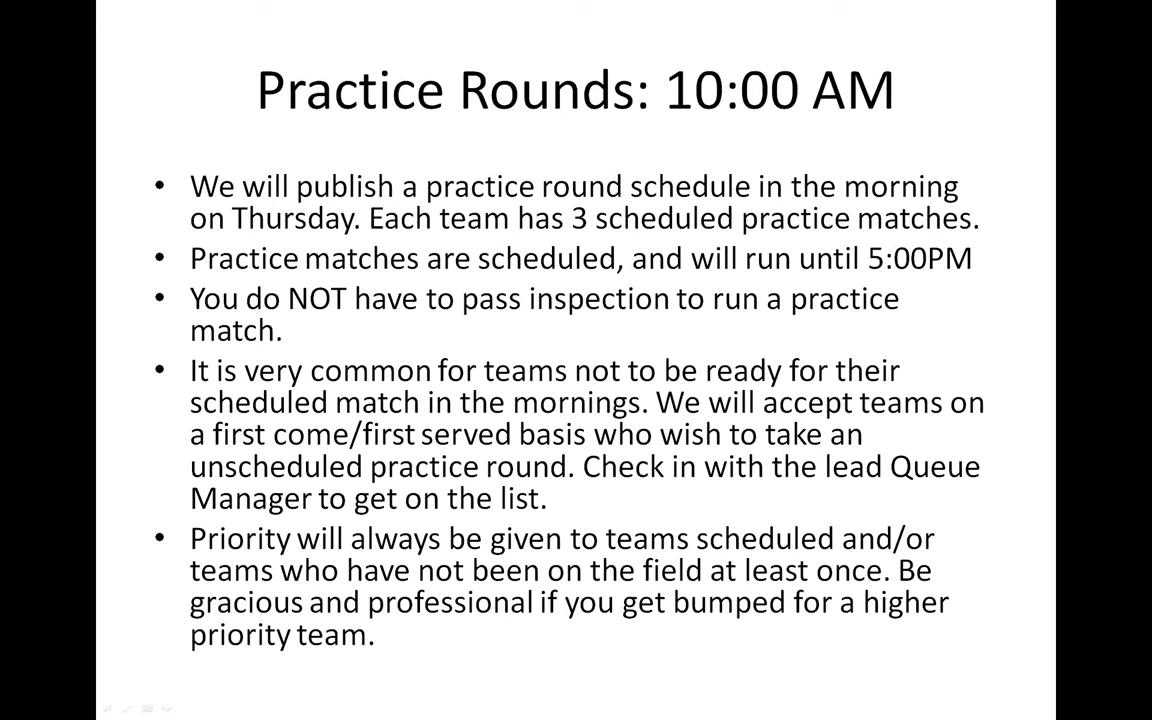 Practice Rounds: 10:00 AM
• We will publish a practice round schedule in the morning
on Thursday. Each team has 3 scheduled practice matches.
• Practice matches are scheduled, and will run until 5:00PM
• You do NOT have to pass inspection to run a practice
match.
• It is very common for teams not to be ready for their
scheduled match in the mornings. We will accept teams on
a first come/first served basis who wish to take an
unscheduled practice round. Check in with the lead Queue
Manager to get on the list.
• Priority will always be given to teams scheduled and/or
teams who have not been on the field at least once. Be
gracious and professional if you get bumped for a higher
priority team.